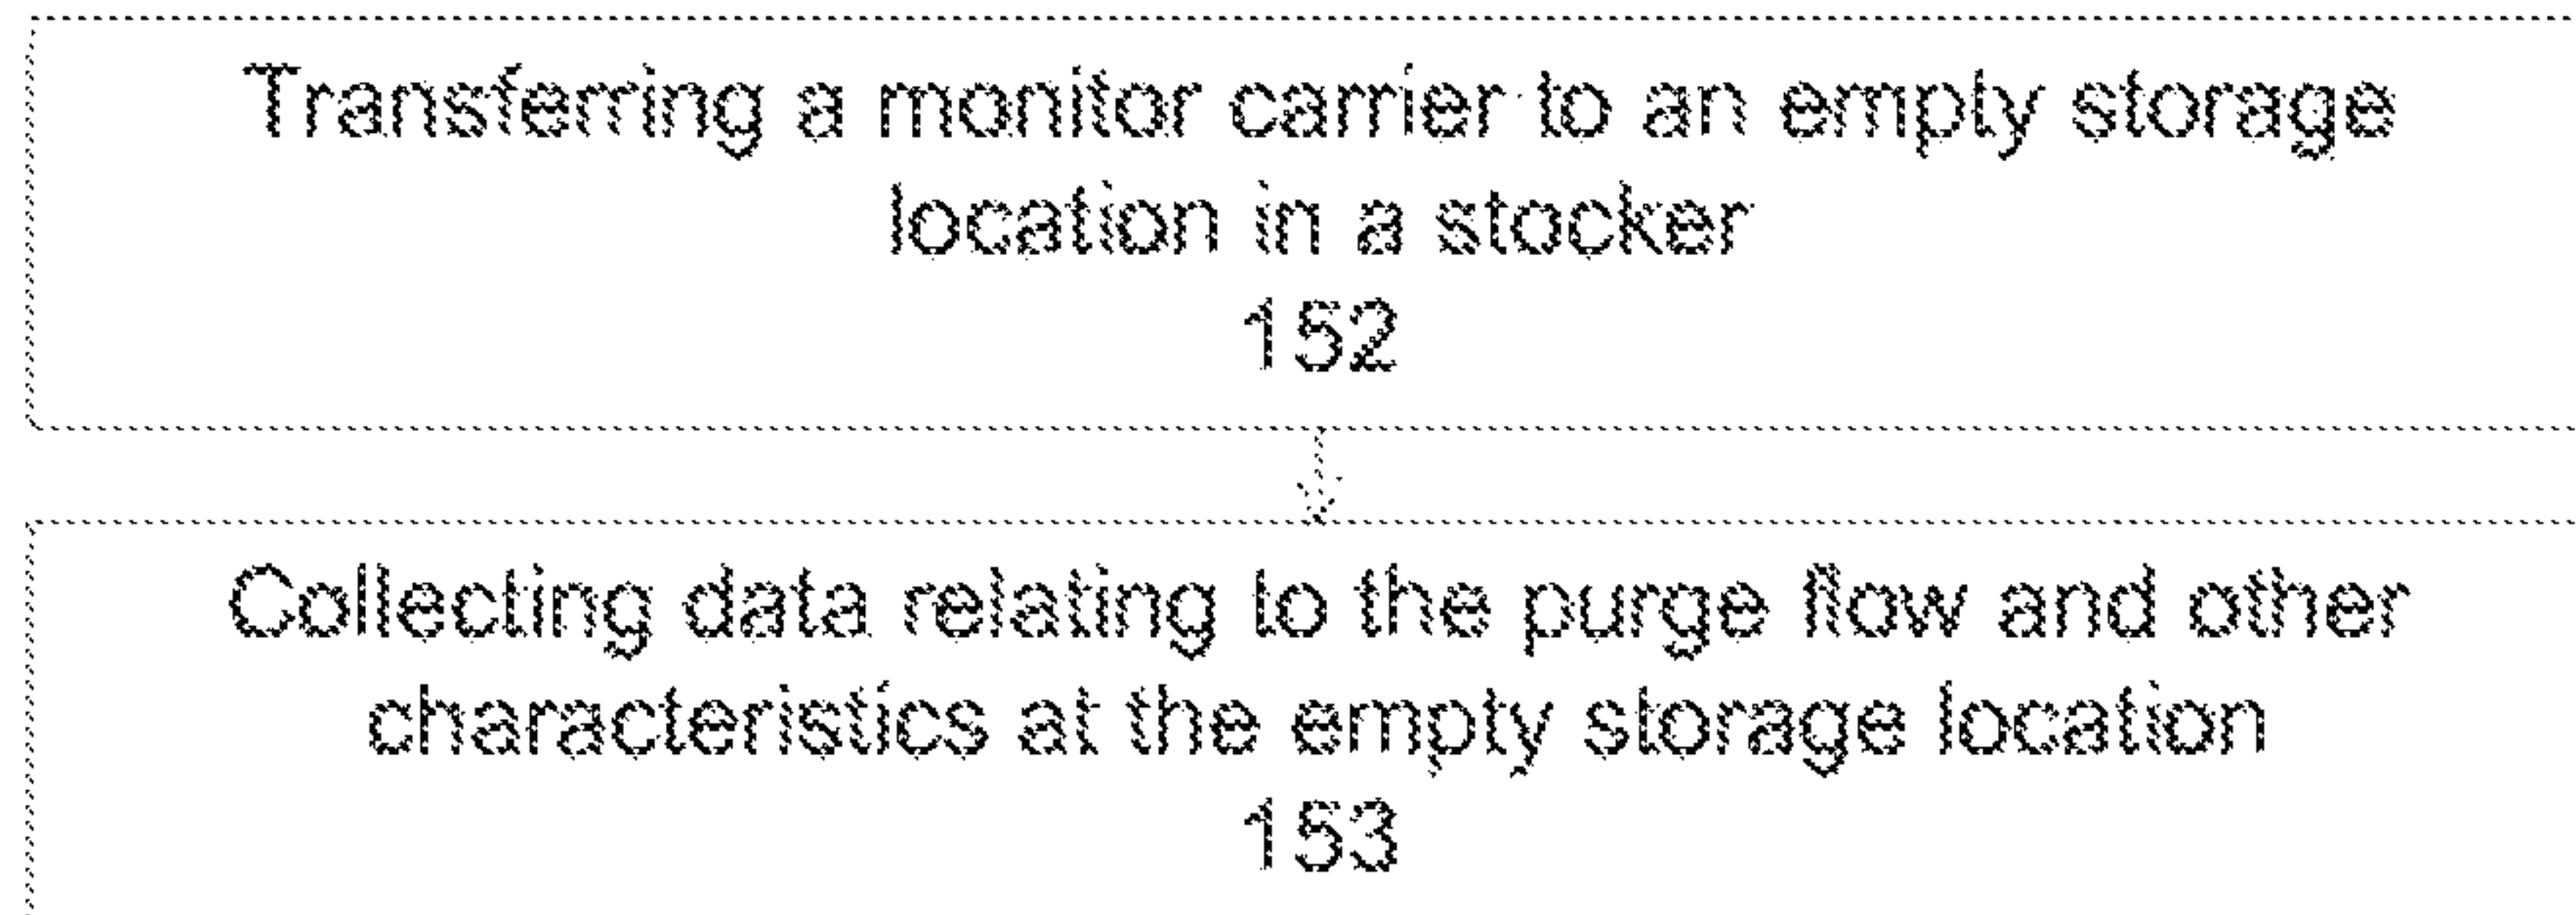 Transferring a monitor carrier to an empty storage
location in a stocker
152
Collecting data relating to the purge flow and other
characteristics at the empty storage location
153